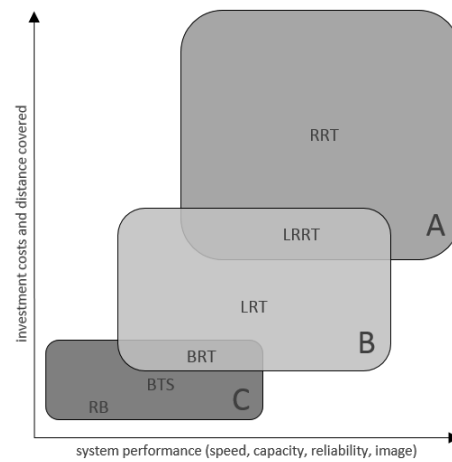 investment costs and distance covered
RRT
A
LRRT
LRT
B
BRT
BTS
RB
C
system performance (speed, capacity, reliability, image)